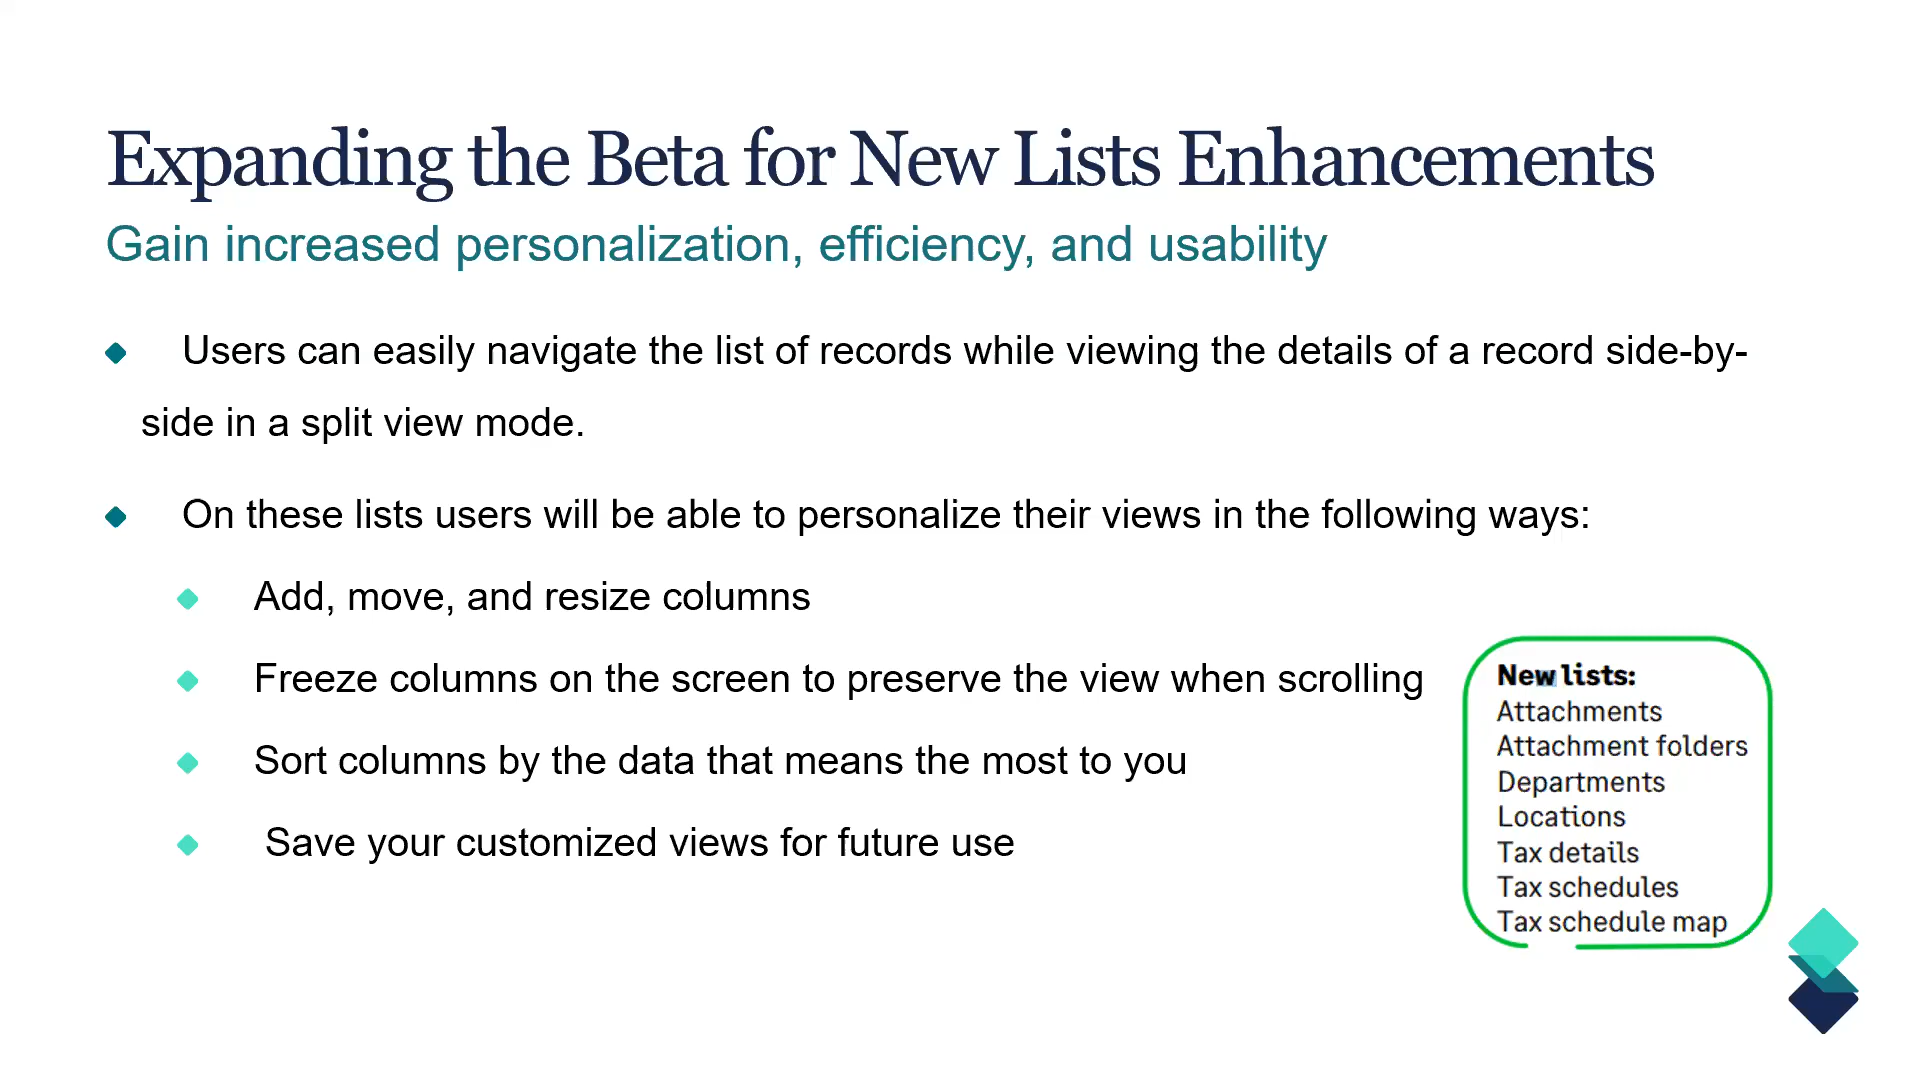 Expanding the Beta for New Lists Enhancements
Gain increased personalization, efficiency, and usability
Users can easily navigate the list of records while viewing the details of a record side-by-
side in a split view mode.
On these lists users will be able to personalize their views in the following ways:
Add, move, and resize columns
Freeze columns on the screen to preserve the view when scrolling
Sort columns by the data that means the most to you
Save your customized views for future use
New lists:
Attachments
Attachment folders
Departments
Locations
Tax details
Tax schedules
Tax schedule map